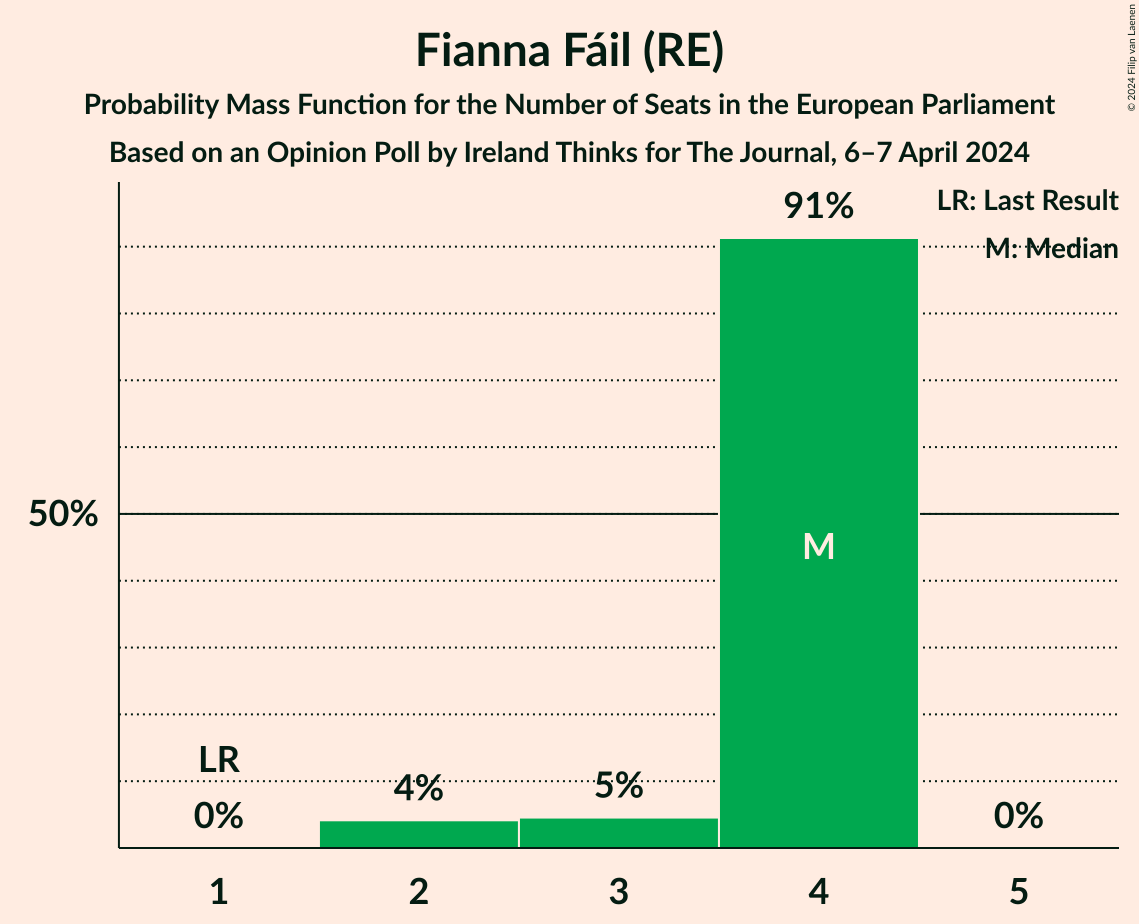 Fianna Fáil (RE)
Probability Mass Function for the Number of Seats in the European Parliament
Based on an Opinion Poll by Ireland Thinks for The Journal, 6–7 April 2024
© 2024 Filip van Laenen
LR: Last Result
M: Median
91%
50%
M
LR
0%
4%
5%
0%
1
2
3
4
5